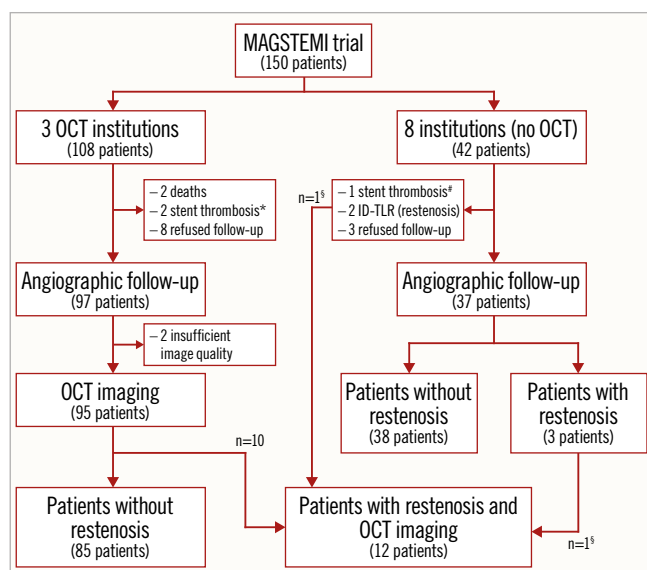 MAGSTEMI trial
(150 patients)
3 OCT institutions
(108 patients)
8 institutions (no OCT)
(42 patients)
– 2 deaths
– 2 stent thrombosis*
– 8 refused follow-up
n=1§
– 1 stent thrombosis#
– 2 ID-TLR (restenosis)
– 3 refused follow-up
Angiographic follow-up
(97 patients)
Angiographic follow-up
(37 patients)
– 2 insufficient
image quality
OCT imaging
(95 patients)
Patients without
restenosis
(38 patients)
Patients with
restenosis
(3 patients)
n=10
Patients without
restenosis
(85 patients)
Patients with restenosis and
OCT imaging
(12 patients)
n=1§